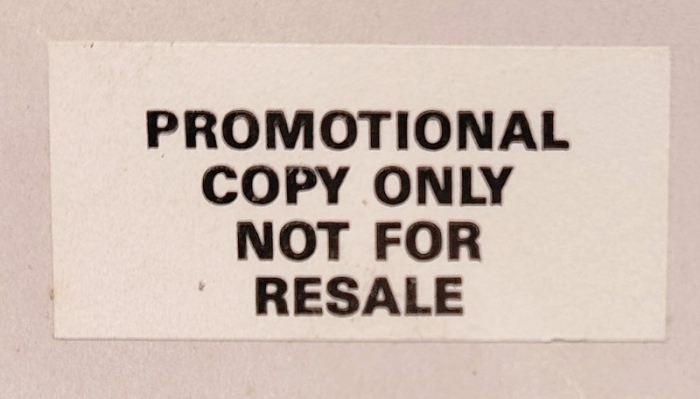 PROMOTIONAL
COPY ONLY
NOT FOR
RESALE